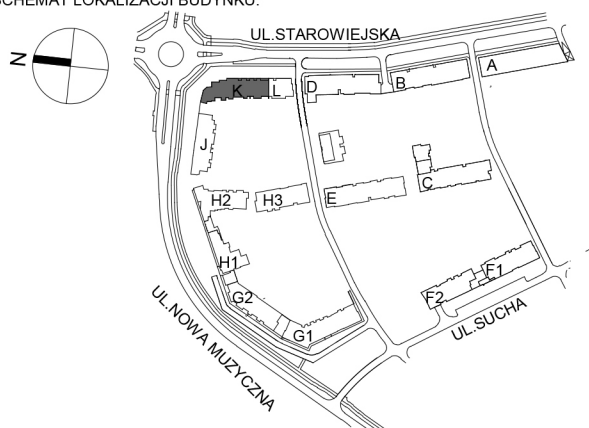 SCHEMAT LOKALIZACJI BUDYNKU:
UL.STAROWIEJSKA
N
A
B
D
K
L
J
C
E
H2
H3
H1
F1
G2
F2
G1
UL.SUCHA
UL.NOWA MUZYCZNA